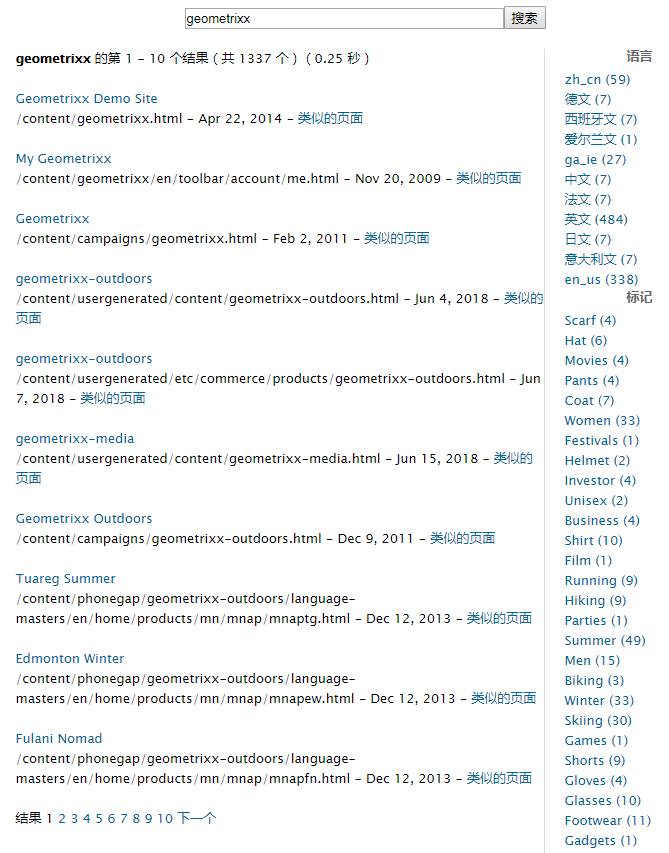 geometrixx
搜索
geometrixx 的第 1 - 10 个结果 ( 共 1337 个 ) ( 0.25 秒 )
Geometrixx Demo Site
/content/geometrixx.html - Apr 22, 2014 - 类似的页面
My Geometrixx
/content/geometrixx/en/toolbar/account/me.html - Nov 20, 2009 - 类似的页面
Geometrixx
/content/campaigns/geometrixx.html - Feb 2, 2011 - 类似的页面
geometrixx-outdoors
/content/usergenerated/content/geometrixx-outdoors.html - Jun 4, 2018 - 类似的
页面
geometrixx-outdoors
/content/usergenerated/etc/commerce/products/geometrixx-outdoors.html - Jun
7, 2018 - 类似的页面
geometrixx-media
/content/usergenerated/content/geometrixx-media.html - Jun 15, 2018 - 类似的
页面
Geometrixx Outdoors
/content/campaigns/geometrixx-outdoors.html - Dec 9, 2011 - 类似的页面
Tuareg Summer
/content/phonegap/geometrixx-outdoors/language-
masters/en/home/products/mn/mnap/mnaptg.html - Dec 12, 2013 - 类似的页面
Edmonton Winter
/content/phonegap/geometrixx-outdoors/language-
masters/en/home/products/mn/mnap/mnapew.html - Dec 12, 2013 - 类似的页面
Fulani Nomad
/content/phonegap/geometrixx-outdoors/language-
masters/en/home/products/mn/mnap/mnapfn.html - Dec 12, 2013 - 类似的页面
结果 1 2 3 4 5 6 7 8 9 10 下一个
语言
zh_cn (59)
德文 (7)
西班牙文 (7)
爱尔兰文 (1)
ga_ie (27)
中文 (7)
法文 (7)
英文 (484)
日文 (7)
意大利文 (7)
en_us (338)
标记
Scarf (4)
Hat (6)
Movies (4)
Pants (4)
Coat (7)
Women (33)
Festivals (1)
Helmet (2)
Investor (4)
Unisex (2)
Business (4)
Shirt (10)
Film (1)
Running (9)
Hiking (9)
Parties (1)
Summer (49)
Men (15)
Biking (3)
Winter (33)
Skiing (30)
Games (1)
Shorts (9)
Gloves (4)
Glasses (10)
Footwear (11)
Gadgets (1)